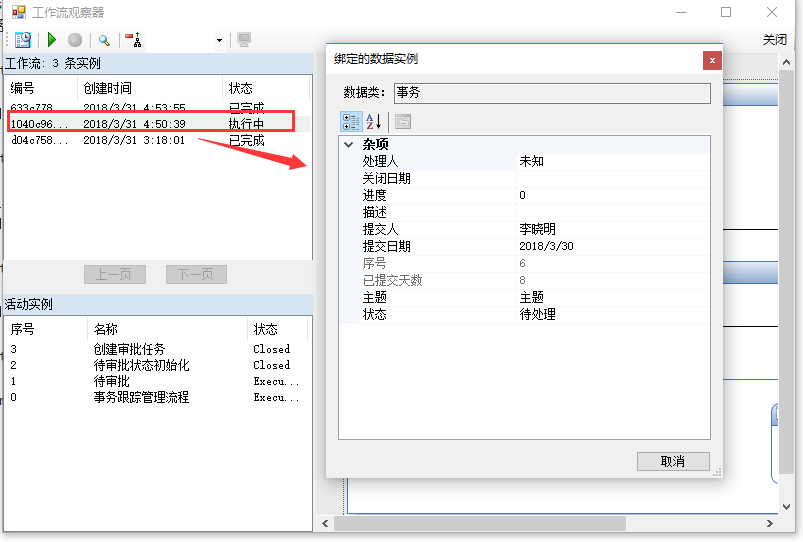 工作流观察器
关闭
工作流: 3 条实例
编号 创建时间 状态
633c778... 2018/3/31 4:53:55 已完成
1040c96... 2018/3/31 4:50:39 执行中
d04c758... 2018/3/31 3:18:01 已完成
上一页 下一页
活动实例
序号 名称 状态
3 创建审批任务 Closed
2 待审批状态初始化 Closed
1 待审批 Execu...
0 事务跟踪管理流程 Execu...
绑定的数据实例
x
数据类: 事务
杂项
处理人 未知
关闭日期
进度 0
描述
提交人 李晓明
提交日期 2018/3/30
序号 6
已提交天数 8
主题 主题
状态 待处理
取消